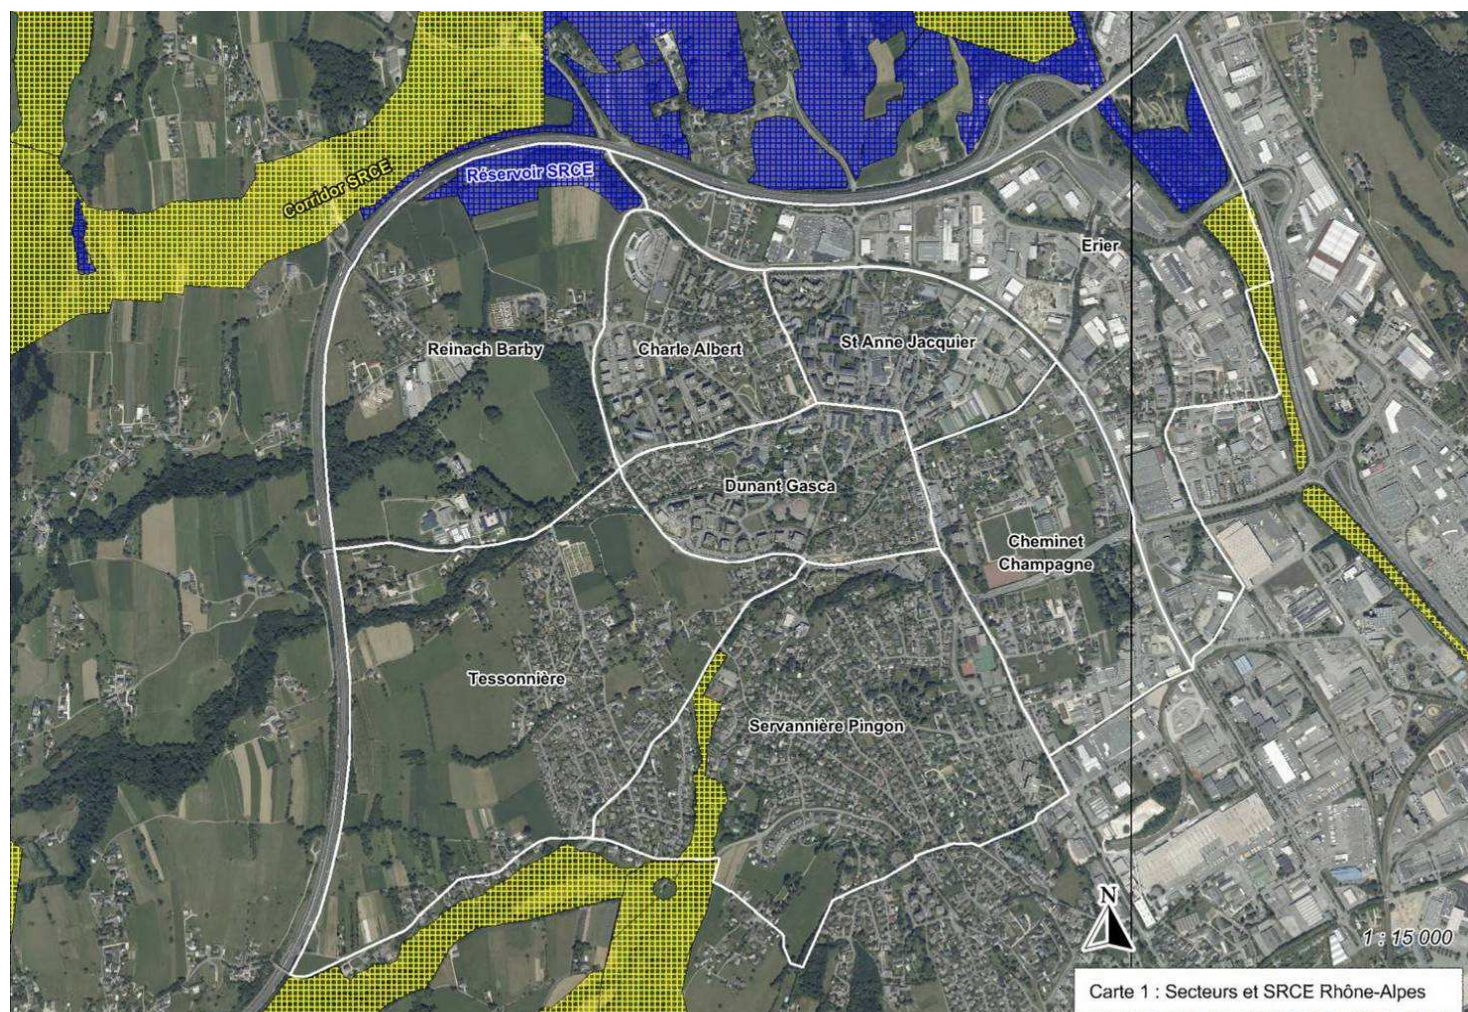 Réservoir SRCE
Corridor SRCE
Erier
Reinach Barby
Charle Albert
St Anne Jacquier
Dunant Gasca
Cheminet
Champagne
Tessonnière
Servannière Pingon
N
1 : 15 000
Carte 1 : Secteurs et SRCE Rhône-Alpes